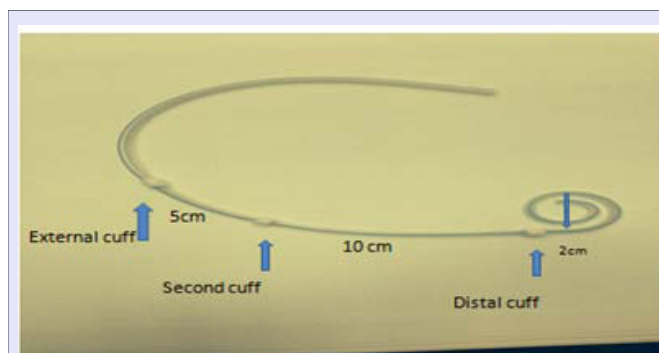 5cm
External cuff
10 cm
2cm
Second cuff
Distal cuff